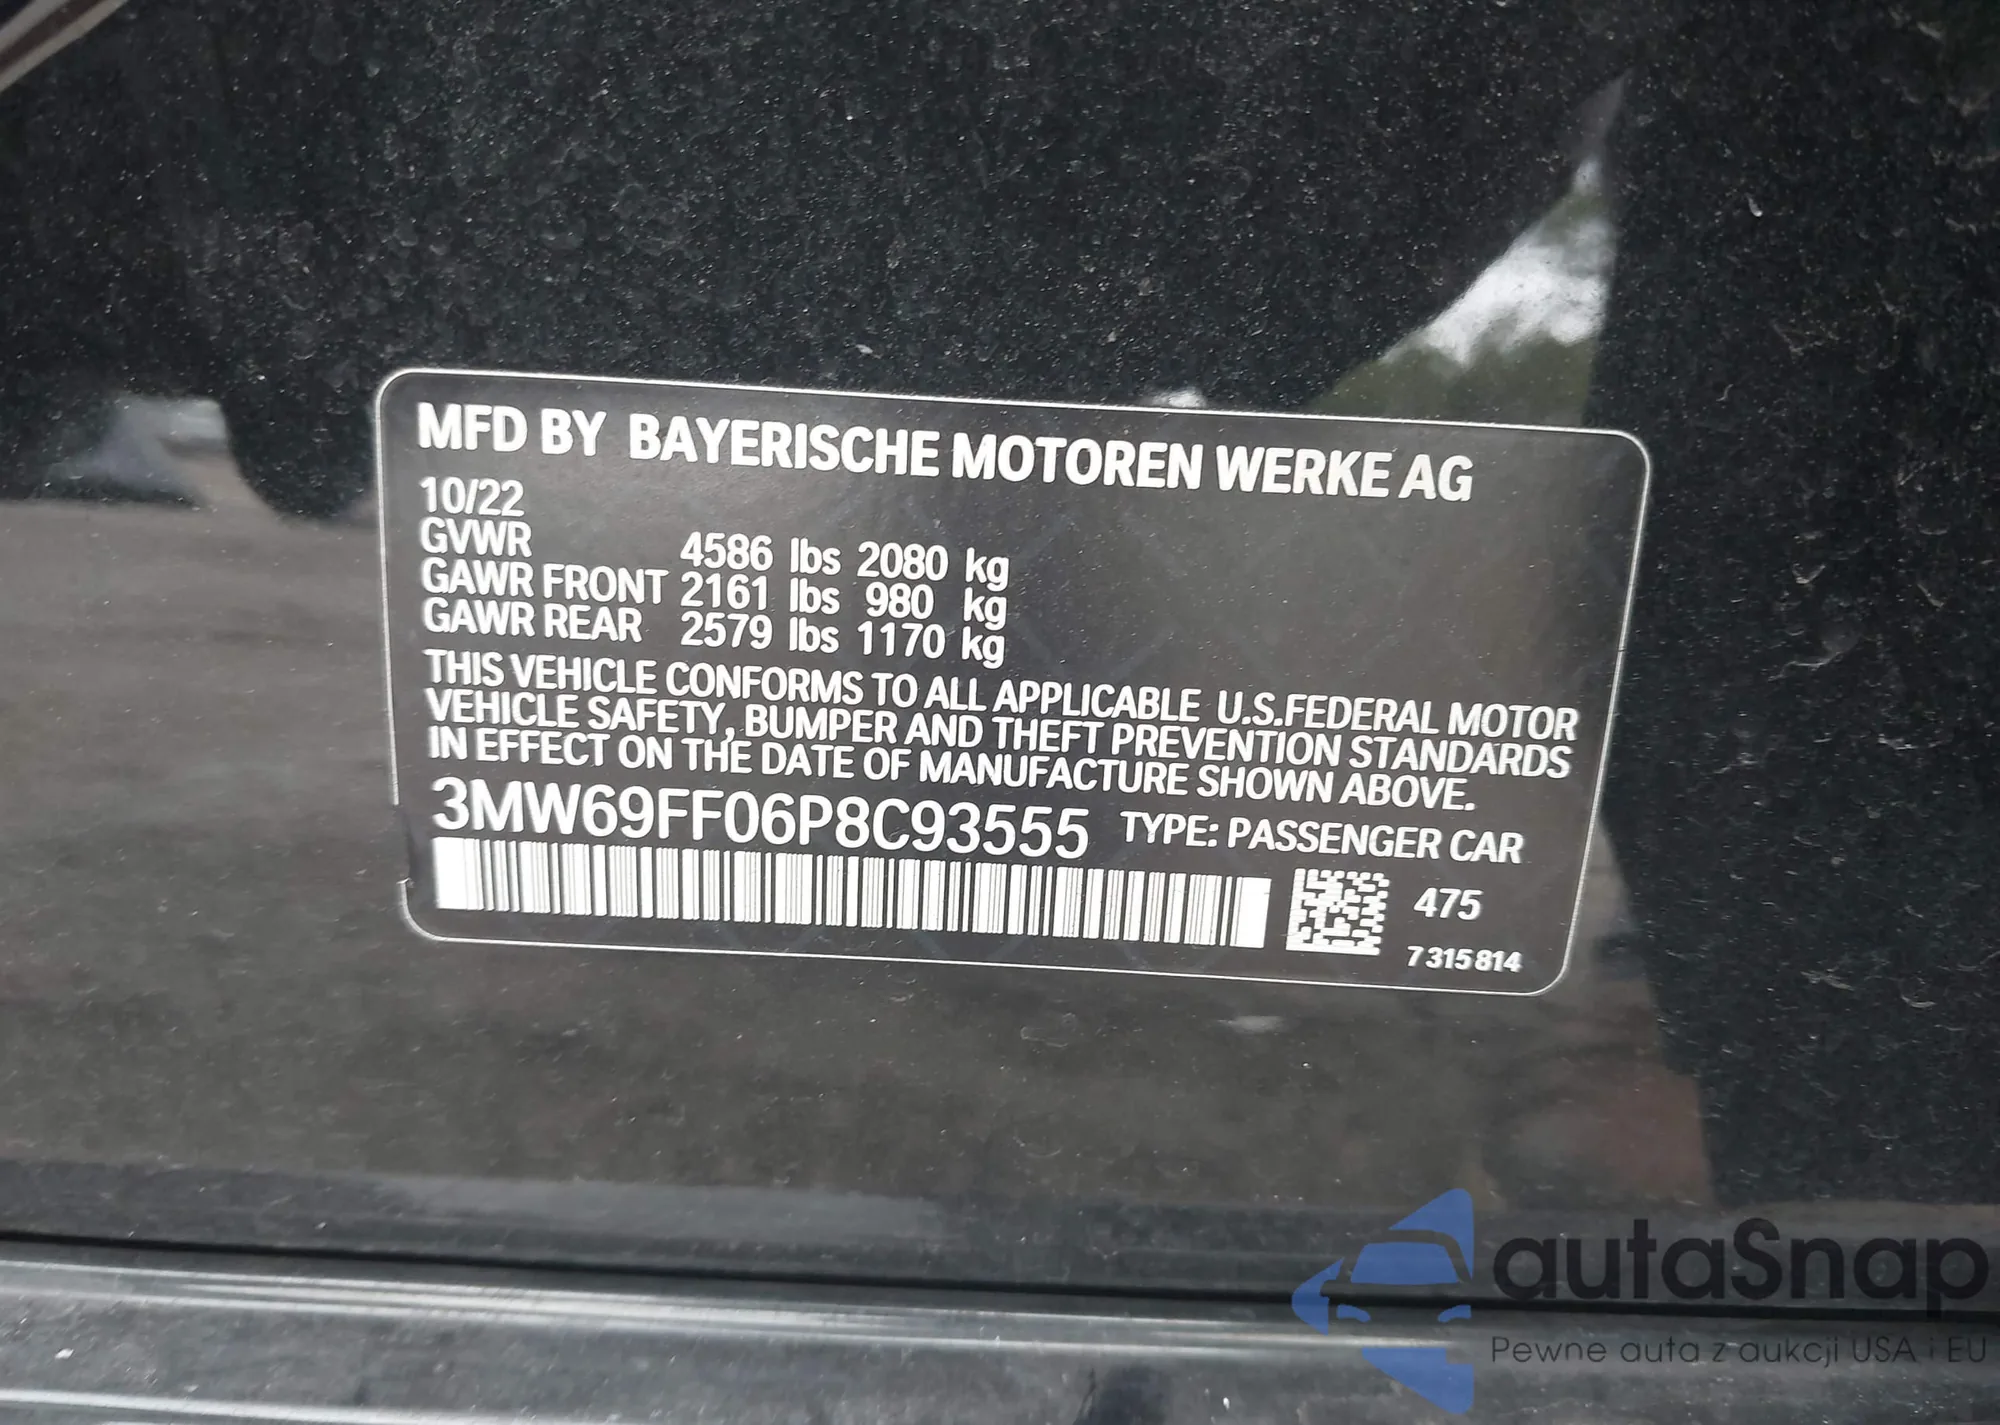 MFD BY BAYERISCHE MOTOREN WERKE AG
10/22
GVWR 4586 lbs 2080 kg
GAWR FRONT 2161 lbs 980 kg
GAWR REAR 2579 lbs 1170 kg
THIS VEHICLE CONFORMS TO ALL APPLICABLE U.S.FEDERAL MOTOR
VEHICLE SAFETY, BUMPER AND THEFT PREVENTION STANDARDS
IN EFFECT ON THE DATE OF MANUFACTURE SHOWN ABOVE.
3MW69FF06P8C93555 TYPE: PASSENGER CAR
475
7 315 814
autaSnap
Pewne auta z aukcji USA i EU